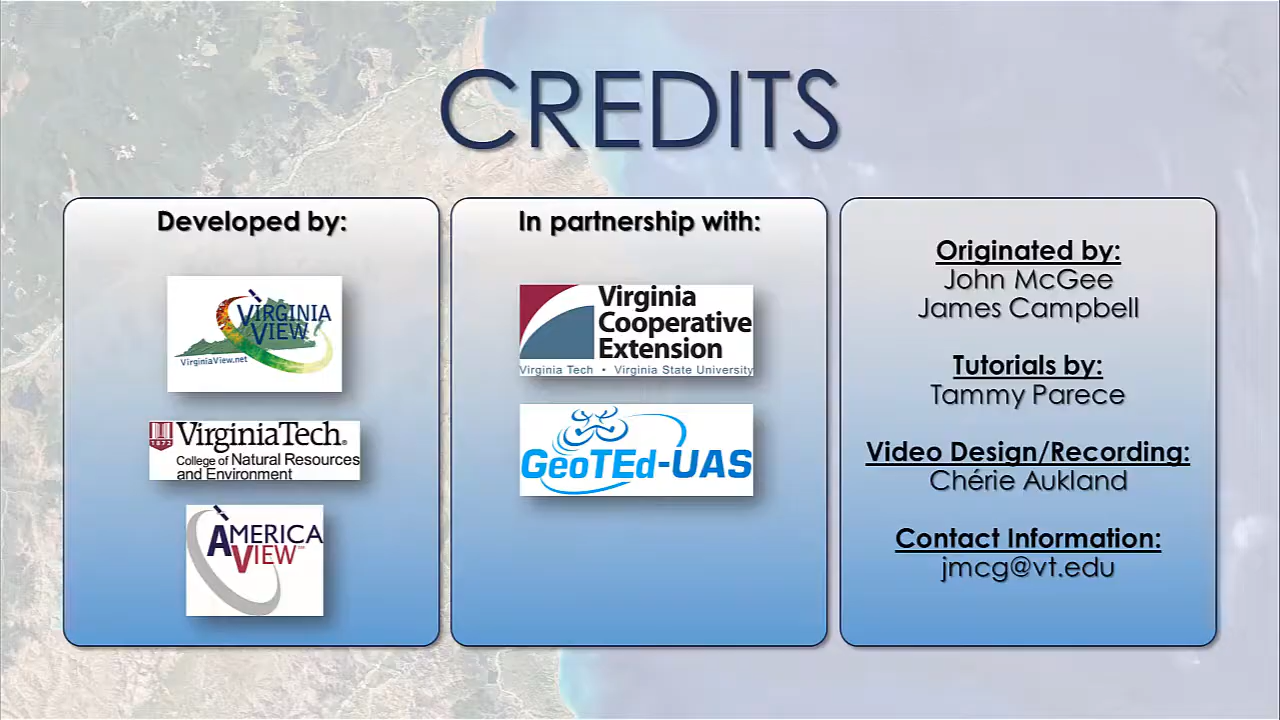 CREDITS
Developed by:
VIRGINIA
VIEW
VirginiaView.net
1872
VirginiaTech®
College of Natural Resources
and Environment
AMERICA
VIEW
In partnership with:
Virginia
Cooperative
Extension
Virginia Tech • Virginia State University
GeoTEd-UAS
Originated by:
John McGee
James Campbell
Tutorials by:
Tammy Parece
Video Design/Recording:
Chérie Aukland
Contact Information:
jmcg@vt.edu